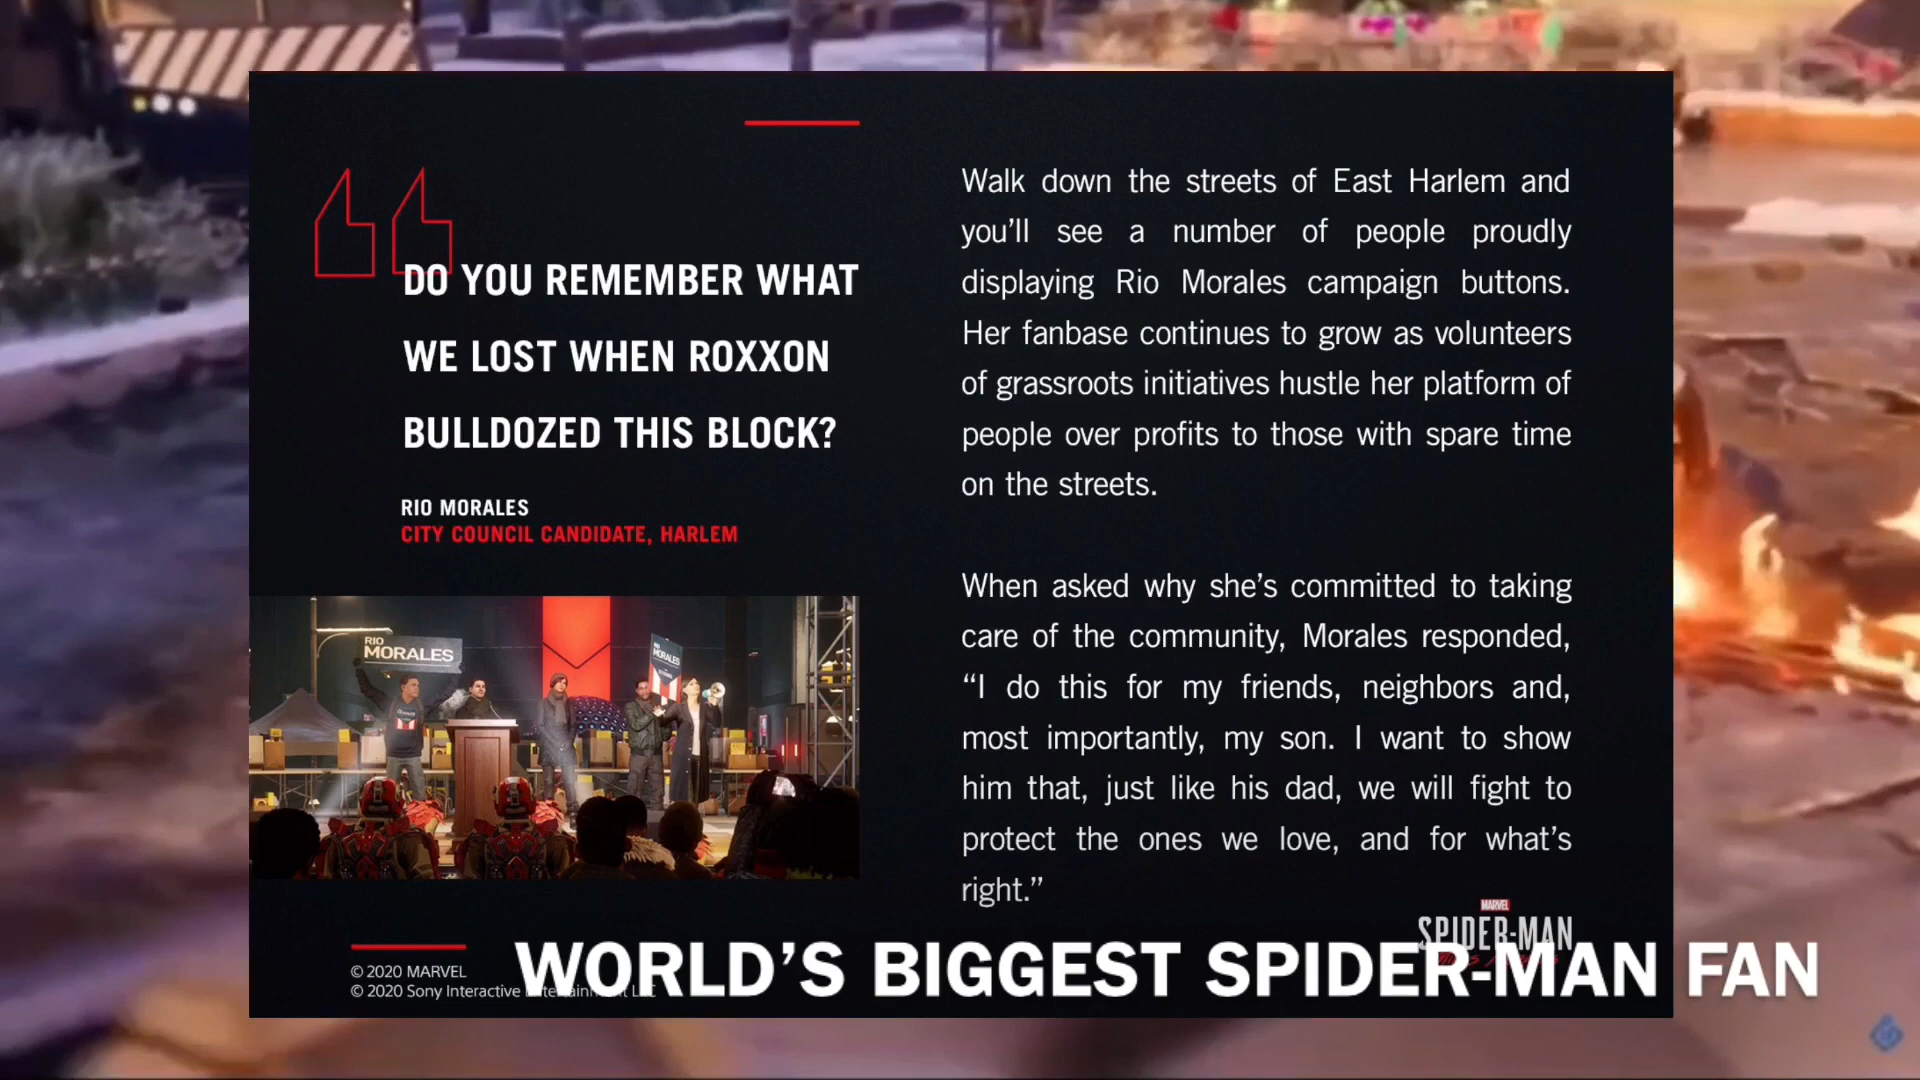 DO YOU REMEMBER WHAT
WE LOST WHEN ROXXON
BULLDOZED THIS BLOCK?
RIO MORALES
CITY COUNCIL CANDIDATE, HARLEM
RIO
MORALES
MORALES
Walk down the streets of East Harlem and
you’ll see a number of people proudly
displaying Rio Morales campaign buttons.
Her fanbase continues to grow as volunteers
of grassroots initiatives hustle her platform of
people over profits to those with spare time
on the streets.
When asked why she’s committed to taking
care of the community, Morales responded,
“I do this for my friends, neighbors and,
most importantly, my son. I want to show
him that, just like his dad, we will fight to
protect the ones we love, and for what’s
right.”
MARVEL
SPIDER-MAN
© 2020 MARVEL
© 2020 Sony Interactive
WORLD’S BIGGEST SPIDER-MAN FAN